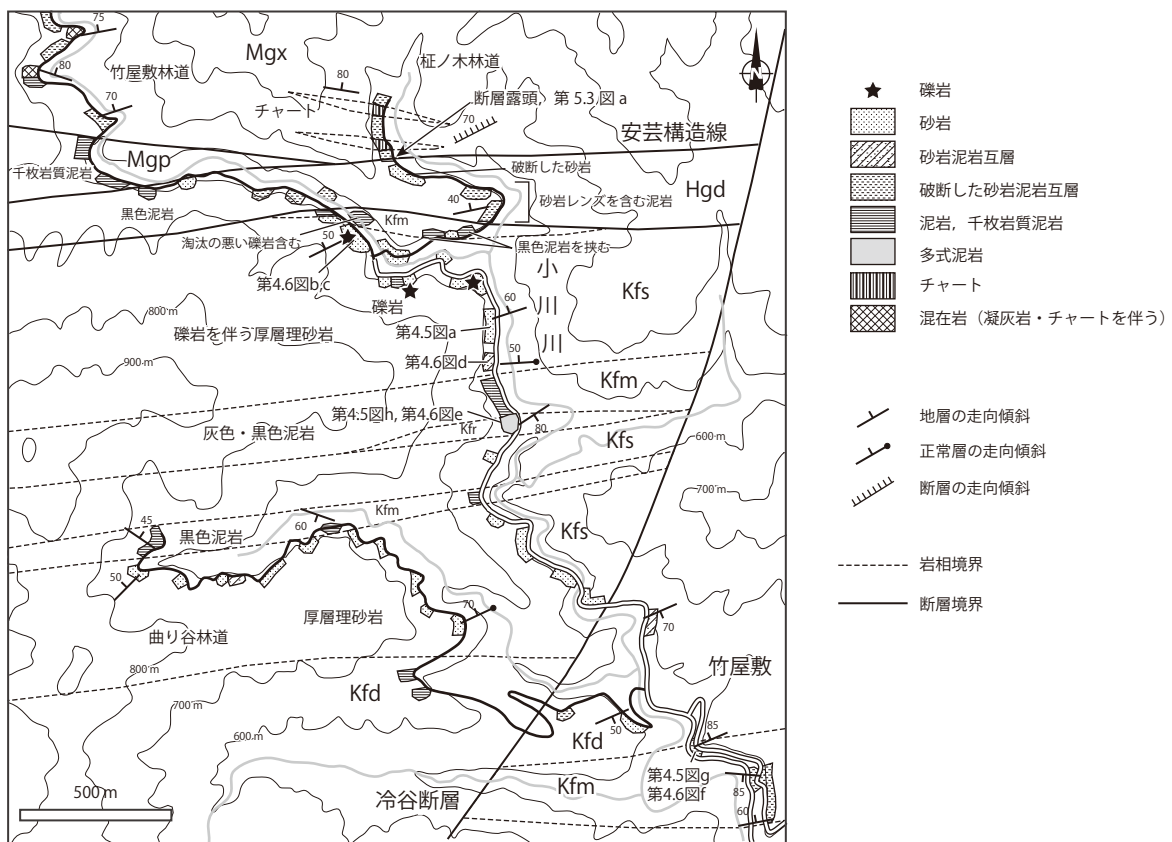 75
Mgx
柾ノ木林道
80
竹屋敷林道
80
断層露頭，第 5.3 図 a
チャート
70
70
安芸構造線
Mgp
破断した砂岩
千枚岩質泥岩
Hgd
砂岩レンズを含む泥岩
40
黒色泥岩
Kfm
淘汰の悪い礫岩含む
50
黒色泥岩を挟む
小
川
川
第4.6図b,c
Kfs
礫岩
60
800 m
礫岩を伴う厚層理砂岩
第4.5図a
50
900 m
第4.6図d
Kfm
第4.5図h, 第4.6図e
Kfr
80
灰色・黒色泥岩
Kfs
600 m
700 m
45
Kfm
60
黒色泥岩
Kfs
50
70
厚層理砂岩
70
曲り谷林道
800 m
竹屋敷
Kfd
700 m
600 m
50
85
Kfd
第4.5図g
第4.6図f
Kfm
85
60
500 m
冷谷断層
N
礫岩
砂岩
砂岩泥岩互層
破断した砂岩泥岩互層
泥岩，千枚岩質泥岩
多式泥岩
チャート
混在岩（凝灰岩・チャートを伴う）
地層の走向傾斜
正常層の走向傾斜
断層の走向傾斜
岩相境界
断層境界